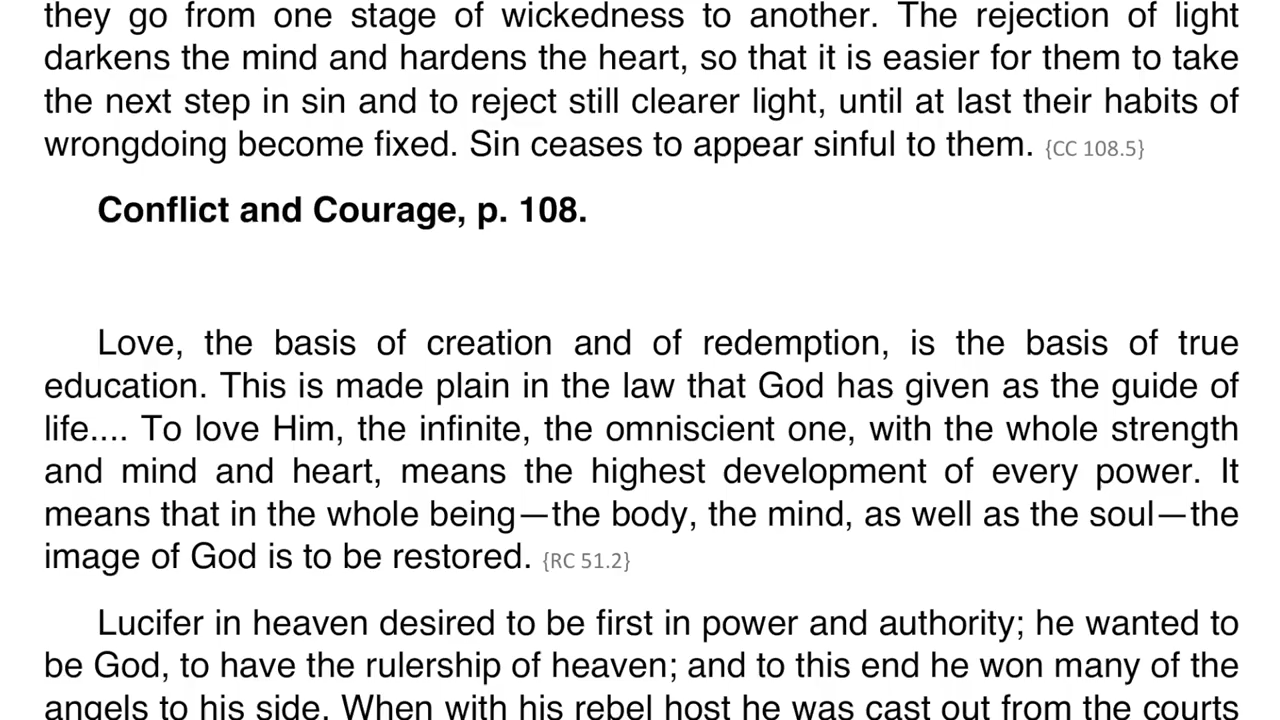 they go from one stage of wickedness to another. The rejection of light
darkens the mind and hardens the heart, so that it is easier for them to take
the next step in sin and to reject still clearer light, until at last their habits of
wrongdoing become fixed. Sin ceases to appear sinful to them. {CC 108.5}
Conflict and Courage, p. 108.
Love, the basis of creation and of redemption, is the basis of true
education. This is made plain in the law that God has given as the guide of
life.... To love Him, the infinite, the omniscient one, with the whole strength
and mind and heart, means the highest development of every power. It
means that in the whole being—the body, the mind, as well as the soul—the
image of God is to be restored. {RC 51.2}
Lucifer in heaven desired to be first in power and authority; he wanted to
be God, to have the rulership of heaven; and to this end he won many of the
angels to his side. When with his rebel host he was cast out from the courts